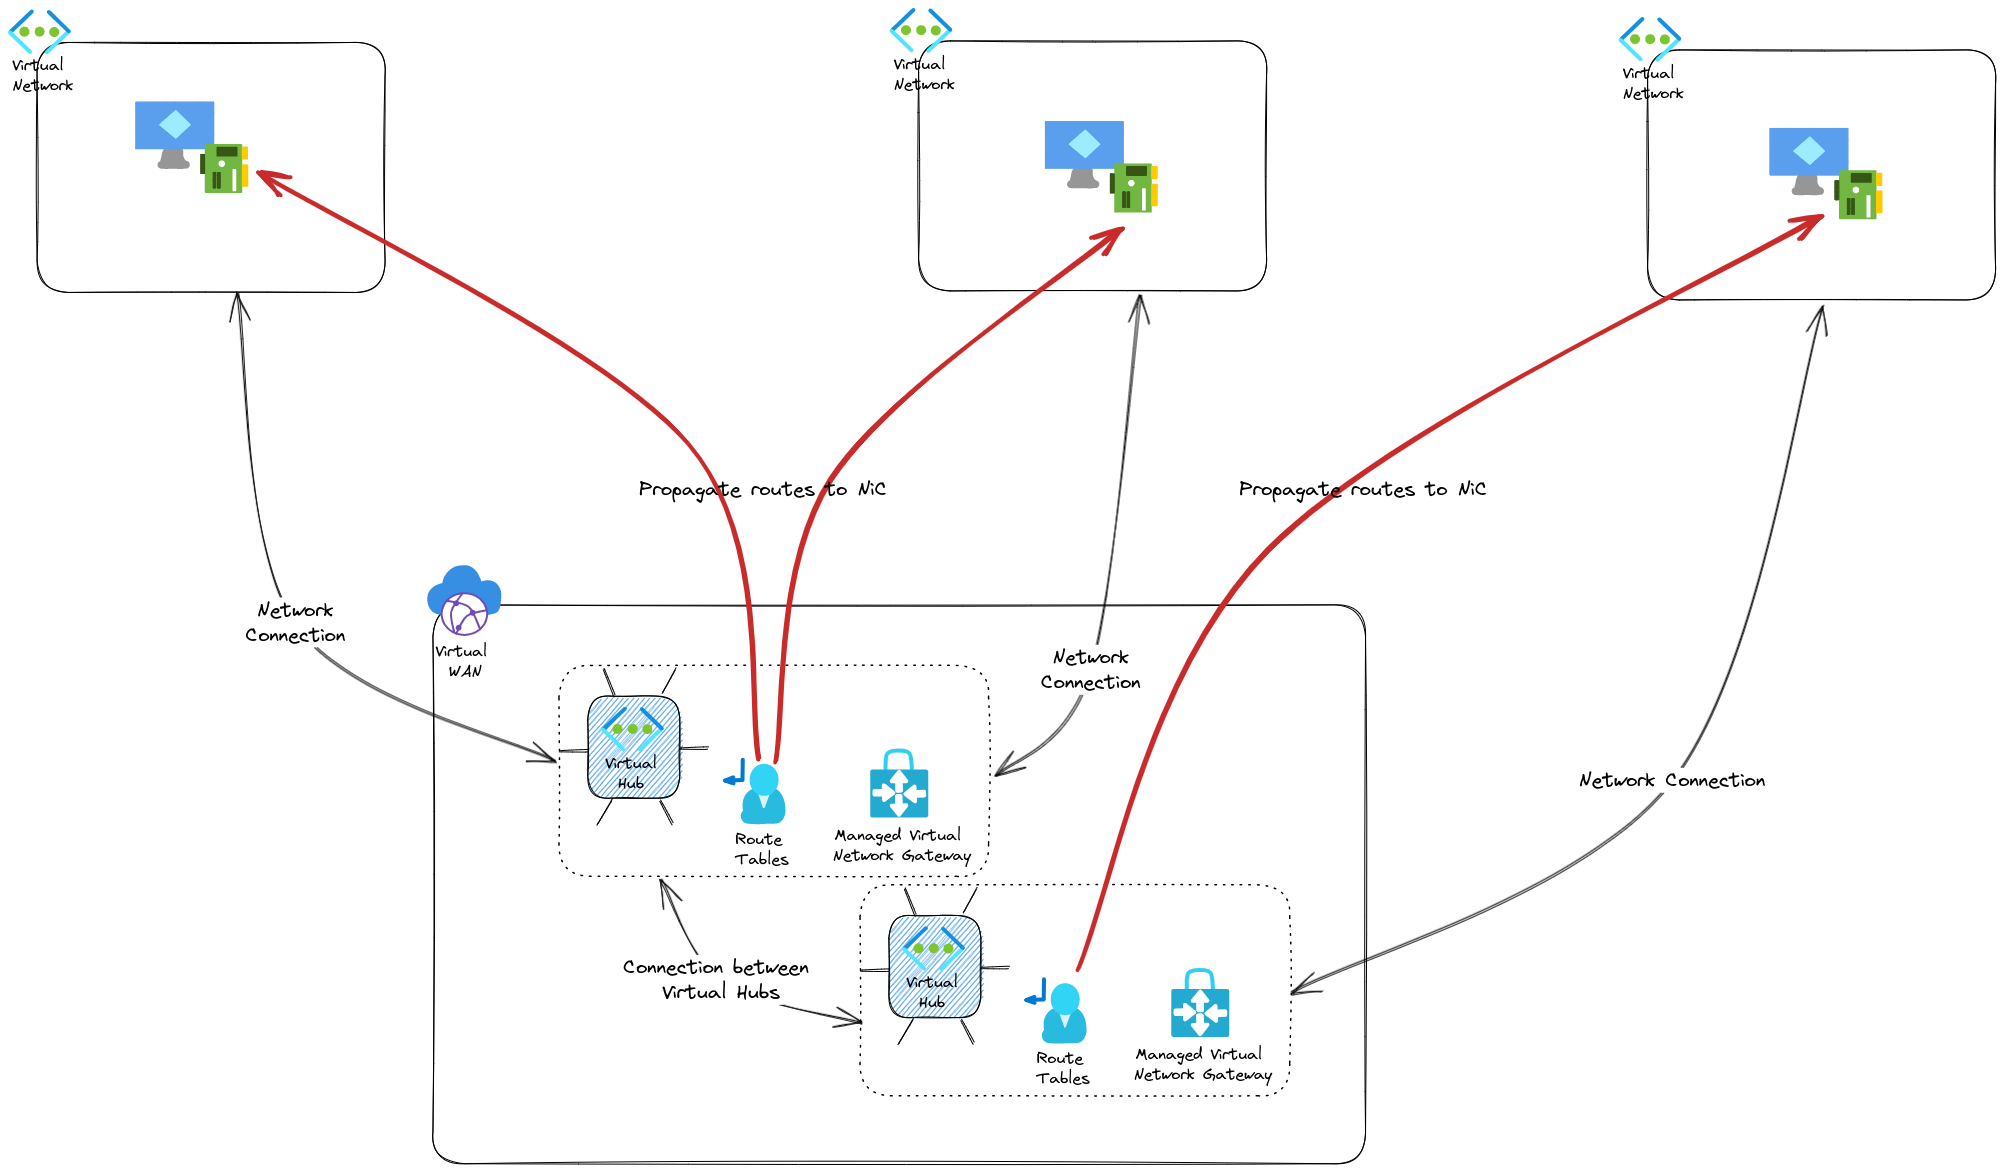 Virtual
Network
Virtual
Network
Virtual
Network
Propagate routes to NiC
Propagate routes to NiC
Network
Connection
Virtual
WAN
Network
Connection
Virtual
Hub
Route
Tables
Managed Virtual
Network Gateway
Network Connection
Connection between
Virtual Hubs
Virtual
Hub
Route
Tables
Managed Virtual
Network Gateway